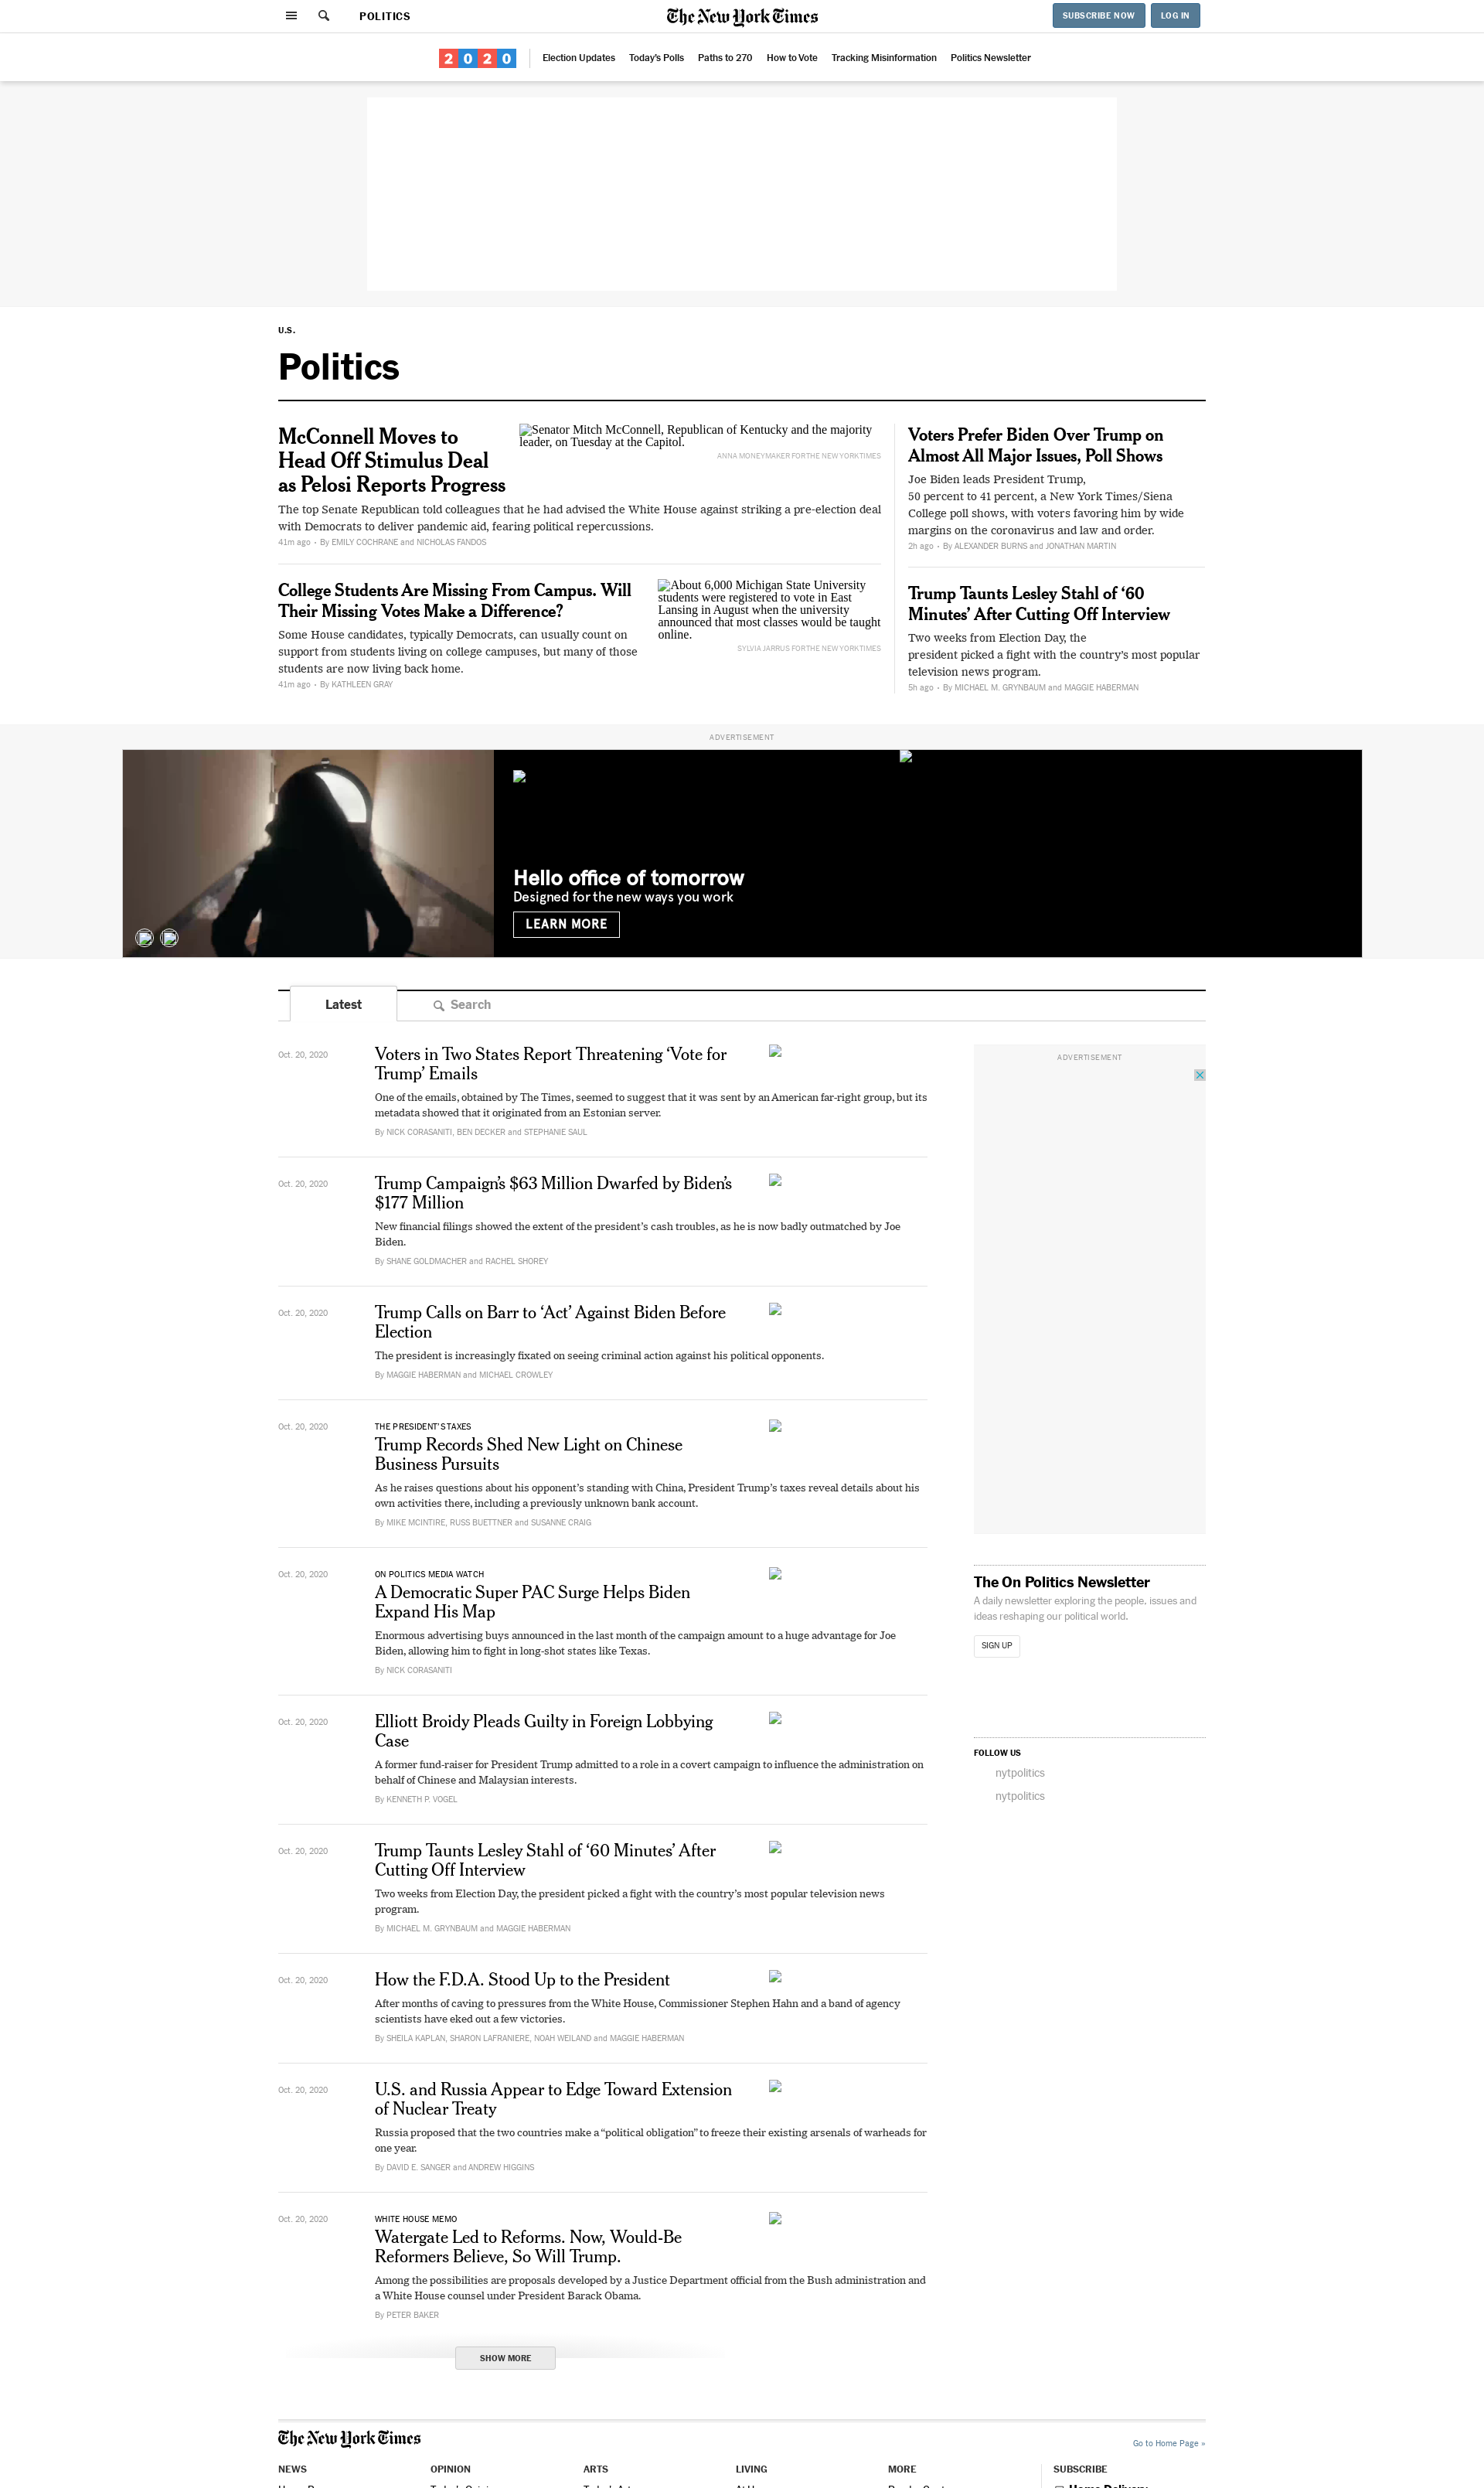 POLITICS
The New York Times
SUBSCRIBE NOW
LOG IN
2020
Election Updates
Today's Polls
Paths to 270
How to Vote
Tracking Misinformation
Politics Newsletter
U.S.
Politics
McConnell Moves to
Head Off Stimulus Deal
as Pelosi Reports Progress
Senator Mitch McConnell, Republican of Kentucky and the majority
leader, on Tuesday at the Capitol.
ANNA MONEYMAKER FOR THE NEW YORK TIMES
The top Senate Republican told colleagues that he had advised the White House against striking a pre-election deal
with Democrats to deliver pandemic aid, fearing political repercussions.
41m ago • By EMILY COCHRANE and NICHOLAS FANDOS
College Students Are Missing From Campus. Will
Their Missing Votes Make a Difference?
Some House candidates, typically Democrats, can usually count on
support from students living on college campuses, but many of those
students are now living back home.
41m ago • By KATHLEEN GRAY
About 6,000 Michigan State University
students were registered to vote in East
Lansing in August when the university
announced that most classes would be taught
online.
SYLVIA JARRUS FOR THE NEW YORK TIMES
Voters Prefer Biden Over Trump on
Almost All Major Issues, Poll Shows
Joe Biden leads President Trump,
50 percent to 41 percent, a New York Times/Siena
College poll shows, with voters favoring him by wide
margins on the coronavirus and law and order.
2h ago • By ALEXANDER BURNS and JONATHAN MARTIN
Trump Taunts Lesley Stahl of ‘60
Minutes’ After Cutting Off Interview
Two weeks from Election Day, the
president picked a fight with the country’s most popular
television news program.
5h ago • By MICHAEL M. GRYNBAUM and MAGGIE HABERMAN
ADVERTISEMENT
Hello office of tomorrow
Designed for the new ways you work
LEARN MORE
Latest
Search
Oct. 20, 2020
Voters in Two States Report Threatening ‘Vote for
Trump’ Emails
One of the emails, obtained by The Times, seemed to suggest that it was sent by an American far-right group, but its
metadata showed that it originated from an Estonian server.
By NICK CORASANITI, BEN DECKER and STEPHANIE SAUL
Oct. 20, 2020
Trump Campaign’s $63 Million Dwarfed by Biden’s
$177 Million
New financial filings showed the extent of the president’s cash troubles, as he is now badly outmatched by Joe
Biden.
By SHANE GOLDMACHER and RACHEL SHOREY
Oct. 20, 2020
Trump Calls on Barr to ‘Act’ Against Biden Before
Election
The president is increasingly fixated on seeing criminal action against his political opponents.
By MAGGIE HABERMAN and MICHAEL CROWLEY
Oct. 20, 2020
THE PRESIDENT'S TAXES
Trump Records Shed New Light on Chinese
Business Pursuits
As he raises questions about his opponent’s standing with China, President Trump’s taxes reveal details about his
own activities there, including a previously unknown bank account.
By MIKE MCINTIRE, RUSS BUETTNER and SUSANNE CRAIG
Oct. 20, 2020
ON POLITICS MEDIA WATCH
A Democratic Super PAC Surge Helps Biden
Expand His Map
Enormous advertising buys announced in the last month of the campaign amount to a huge advantage for Joe
Biden, allowing him to fight in long-shot states like Texas.
By NICK CORASANITI
Oct. 20, 2020
Elliott Broidy Pleads Guilty in Foreign Lobbying
Case
A former fund-raiser for President Trump admitted to a role in a covert campaign to influence the administration on
behalf of Chinese and Malaysian interests.
By KENNETH P. VOGEL
Oct. 20, 2020
Trump Taunts Lesley Stahl of ‘60 Minutes’ After
Cutting Off Interview
Two weeks from Election Day, the president picked a fight with the country’s most popular television news
program.
By MICHAEL M. GRYNBAUM and MAGGIE HABERMAN
Oct. 20, 2020
How the F.D.A. Stood Up to the President
After months of caving to pressures from the White House, Commissioner Stephen Hahn and a band of agency
scientists have eked out a few victories.
By SHEILA KAPLAN, SHARON LAFRANIERE, NOAH WEILAND and MAGGIE HABERMAN
Oct. 20, 2020
U.S. and Russia Appear to Edge Toward Extension
of Nuclear Treaty
Russia proposed that the two countries make a “political obligation” to freeze their existing arsenals of warheads for
one year.
By DAVID E. SANGER and ANDREW HIGGINS
Oct. 20, 2020
WHITE HOUSE MEMO
Watergate Led to Reforms. Now, Would-Be
Reformers Believe, So Will Trump.
Among the possibilities are proposals developed by a Justice Department official from the Bush administration and
a White House counsel under President Barack Obama.
By PETER BAKER
SHOW MORE
ADVERTISEMENT
The On Politics Newsletter
A daily newsletter exploring the people, issues and
ideas reshaping our political world.
SIGN UP
FOLLOW US
nytpolitics
nytpolitics
The New York Times
Go to Home Page »
NEWS
OPINION
ARTS
LIVING
MORE
SUBSCRIBE
Home Delivery